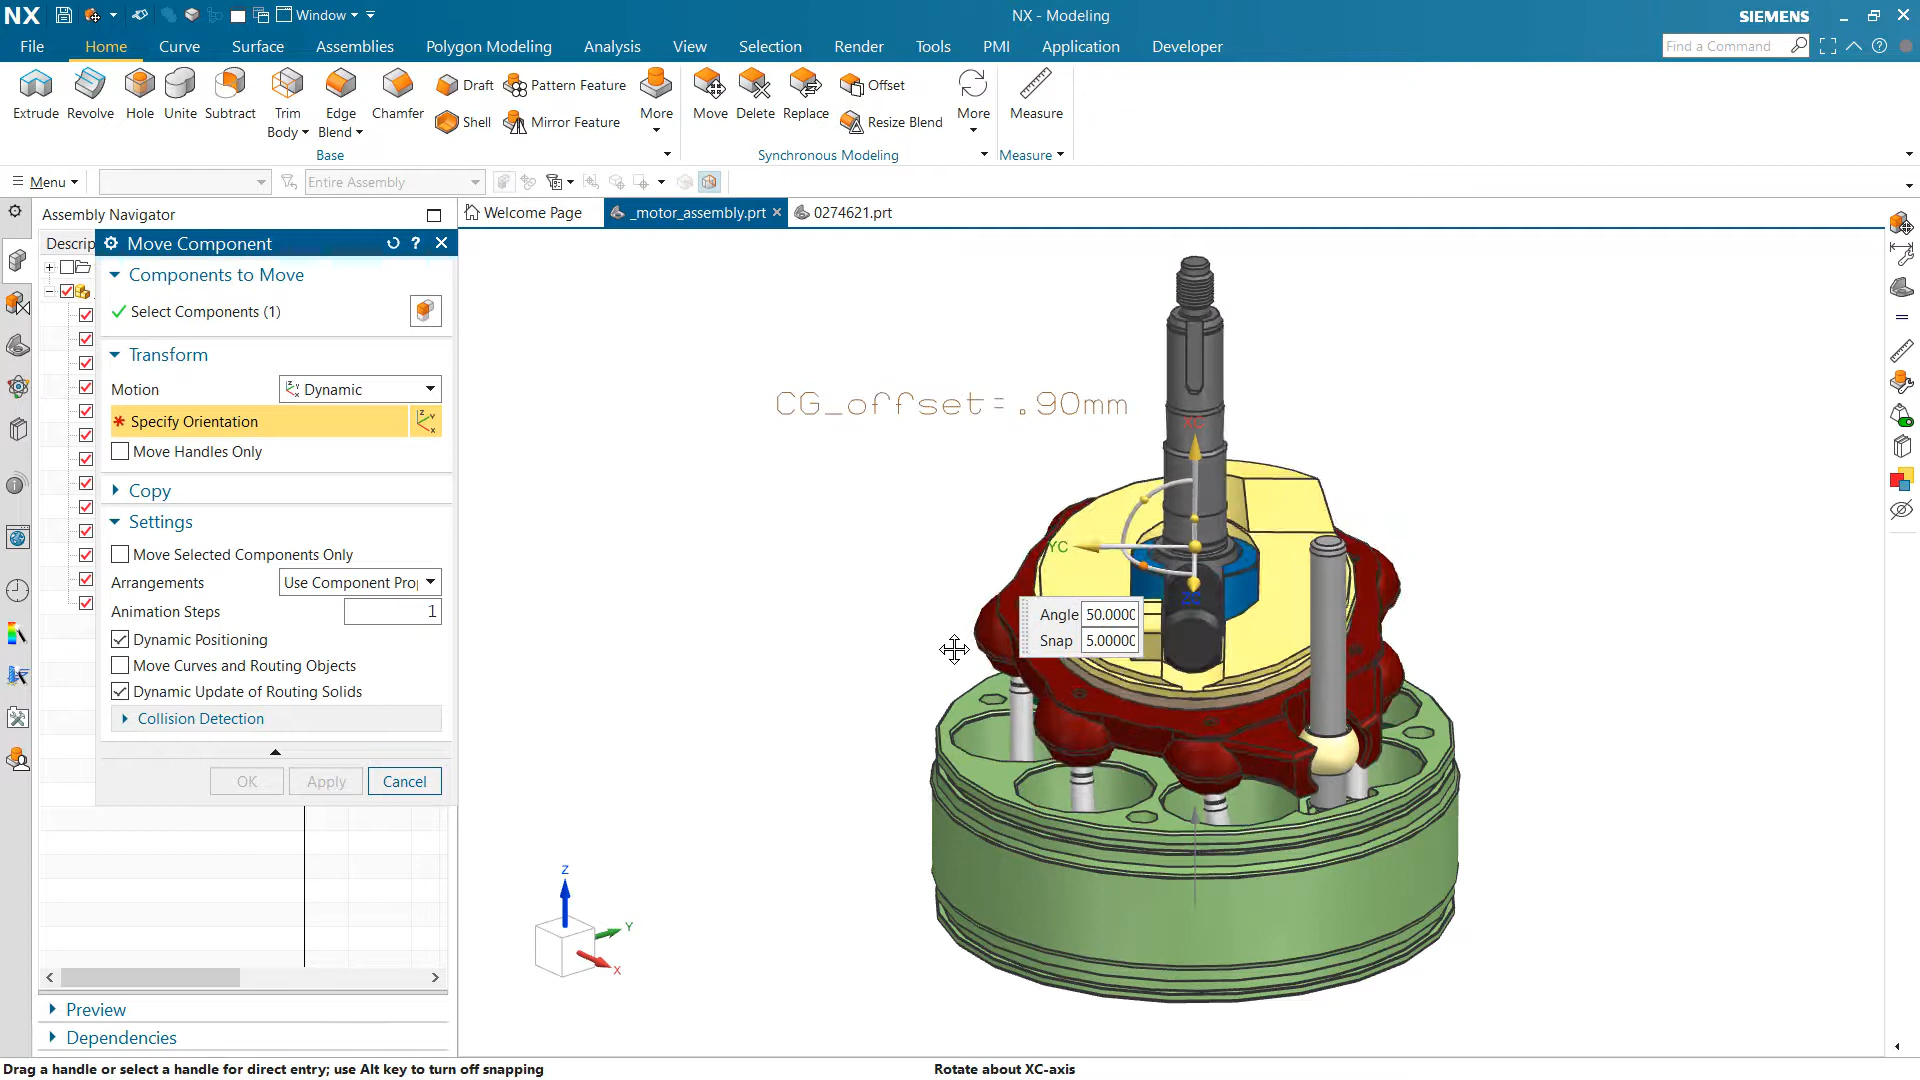 NX
Window
NX - Modeling
SIEMENS
File
Home
Curve
Surface
Assemblies
Polygon Modeling
Analysis
View
Selection
Render
Tools
PMI
Application
Developer
Find a Command
Extrude
Revolve
Hole
Unite
Subtract
Trim
Body
Edge
Blend
Chamfer
Draft
Shell
Pattern Feature
Mirror Feature
More
Base
Move
Delete
Replace
Offset
Resize Blend
More
Synchronous Modeling
Measure
Measure
Menu
Entire Assembly
Assembly Navigator
Welcome Page
_motor_assembly.prt
0274621.prt
Descrip
Move Component
Components to Move
Select Components (1)
Transform
Motion
Dynamic
* Specify Orientation
Move Handles Only
Copy
Settings
Move Selected Components Only
Arrangements
Use Component Pro
Animation Steps
1
Dynamic Positioning
Move Curves and Routing Objects
Dynamic Update of Routing Solids
Collision Detection
OK
Apply
Cancel
Preview
Dependencies
CG_offset=.90mm
XC
YC
ZC
Angle 50.0000
Snap 5.00000
Z
Y
X
Drag a handle or select a handle for direct entry; use Alt key to turn off snapping
Rotate about XC-axis